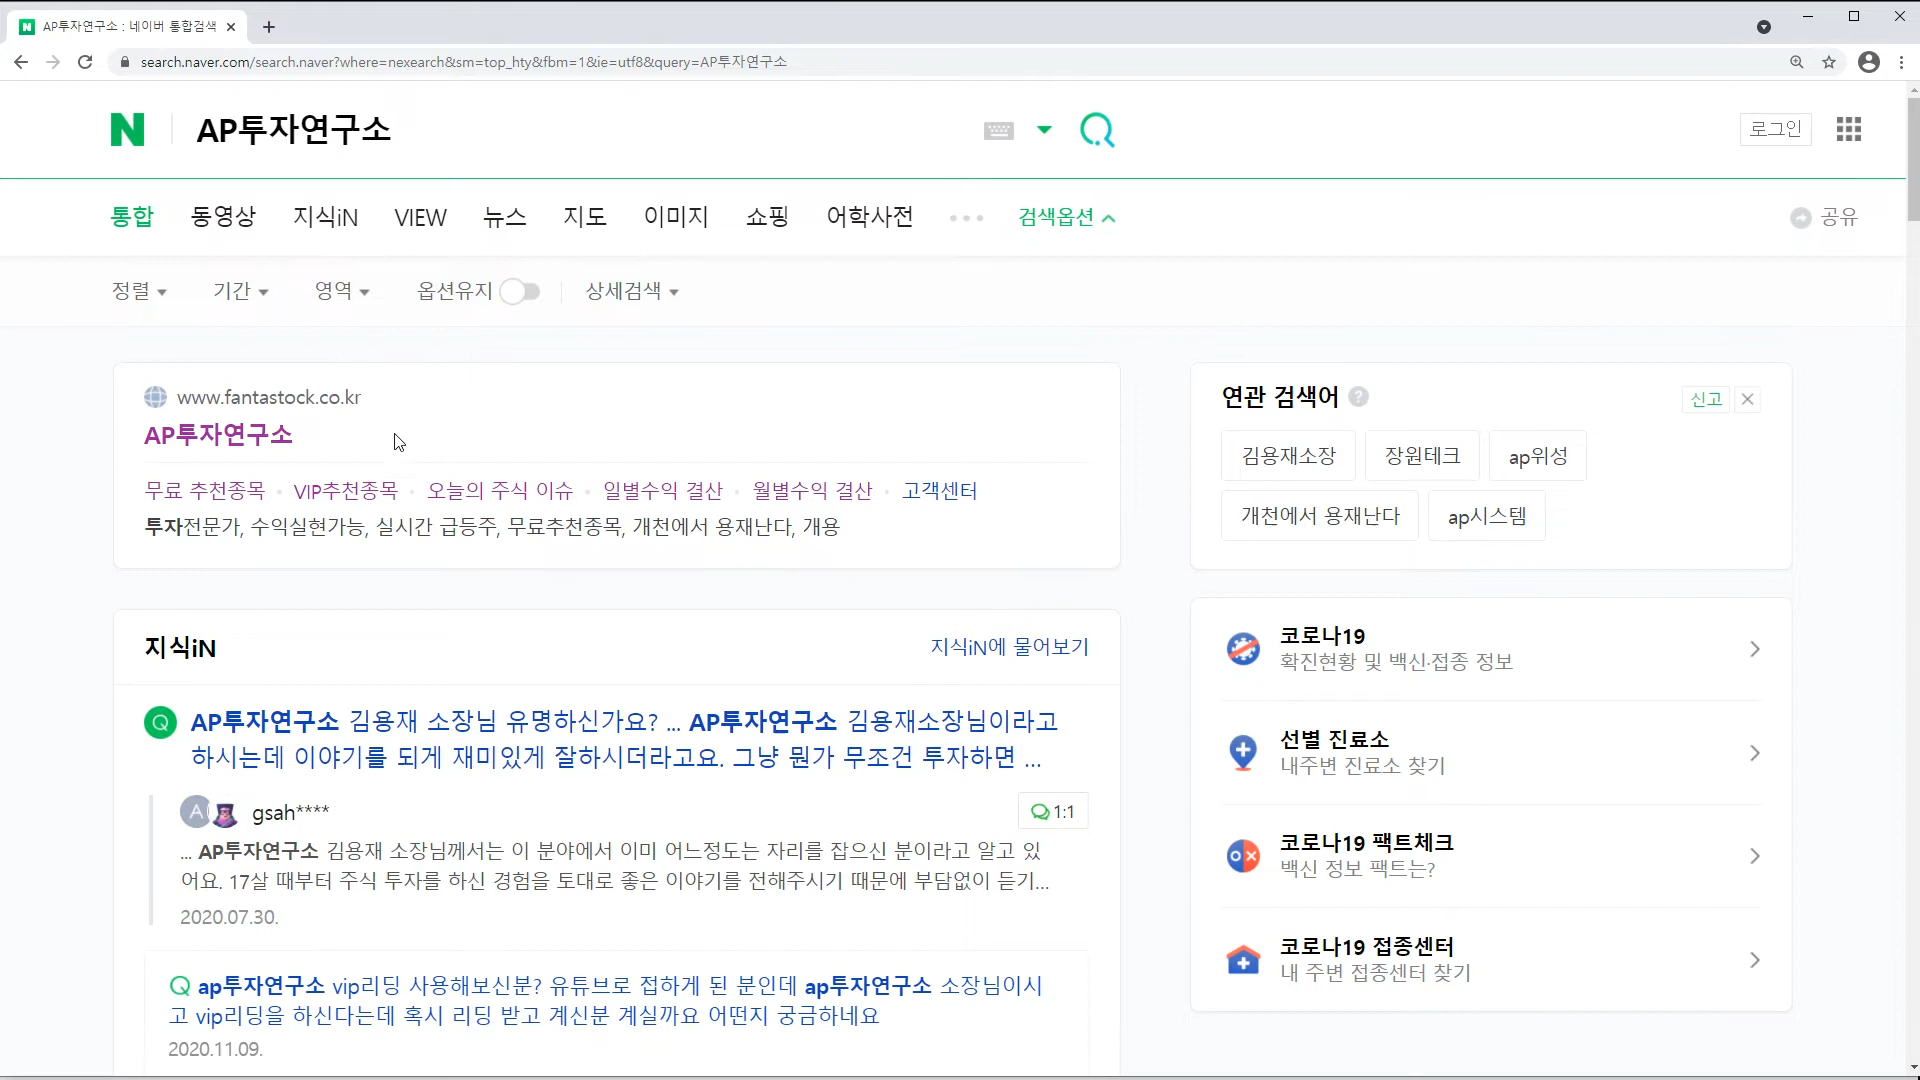 AP투자연구소 : 네이버 통합검색
search.naver.com/search.naver?where=nexearch&sm=top_hty&fbm=1&ie=utf8&query=AP투자연구소
N AP투자연구소
로그인
통합 동영상 지식iN VIEW 뉴스 지도 이미지 쇼핑 어학사전 ••• 검색옵션
공유
정렬 기간 영역 옵션유지 상세검색
www.fantastock.co.kr
AP투자연구소
무료 추천종목 · VIP추천종목 · 오늘의 주식 이슈 · 일별수익 결산 · 월별수익 결산 · 고객센터
투자전문가, 수익실현가능, 실시간 급등주, 무료추천종목, 개천에서 용재난다, 개용
지식iN
지식iN에 물어보기
Q AP투자연구소 김용재 소장님 유명하신가요? ... AP투자연구소 김용재소장님이라고
하시는데 이야기를 되게 재미있게 잘하시더라고요. 그냥 뭔가 무조건 투자하면 ...
A gsah****
1:1
... AP투자연구소 김용재 소장님께서는 이 분야에서 이미 어느정도는 자리를 잡으신 분이라고 알고 있
어요. 17살 때부터 주식 투자를 하신 경험을 토대로 좋은 이야기를 전해주시기 때문에 부담없이 듣기...
2020.07.30.
Q ap투자연구소 vip리딩 사용해보신분? 유튜브로 접하게 된 분인데 ap투자연구소 소장님이시
고 vip리딩을 하신다는데 혹시 리딩 받고 계신분 계실까요 어떤지 궁금하네요
2020.11.09.
연관 검색어 ?
신고
김용재소장 장원테크 ap위성
개천에서 용재난다 ap시스템
코로나19
확진현황 및 백신·접종 정보
선별 진료소
내주변 진료소 찾기
코로나19 팩트체크
백신 정보 팩트는?
코로나19 접종센터
내 주변 접종센터 찾기